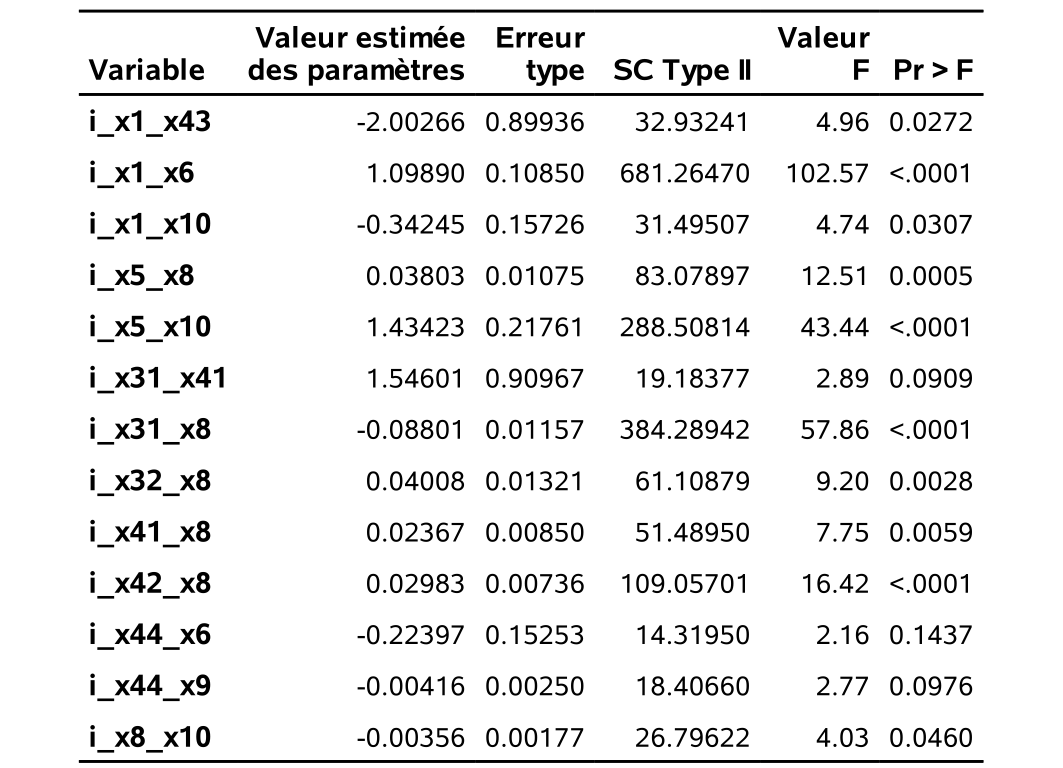 Variable Valeur estimée des paramètres Erreur type SC Type II Valeur F Pr > F
i_x1_x43 -2.00266 0.89936 32.93241 4.96 0.0272
i_x1_x6 1.09890 0.10850 681.26470 102.57 <.0001
i_x1_x10 -0.34245 0.15726 31.49507 4.74 0.0307
i_x5_x8 0.03803 0.01075 83.07897 12.51 0.0005
i_x5_x10 1.43423 0.21761 288.50814 43.44 <.0001
i_x31_x41 1.54601 0.90967 19.18377 2.89 0.0909
i_x31_x8 -0.08801 0.01157 384.28942 57.86 <.0001
i_x32_x8 0.04008 0.01321 61.10879 9.20 0.0028
i_x41_x8 0.02367 0.00850 51.48950 7.75 0.0059
i_x42_x8 0.02983 0.00736 109.05701 16.42 <.0001
i_x44_x6 -0.22397 0.15253 14.31950 2.16 0.1437
i_x44_x9 -0.00416 0.00250 18.40660 2.77 0.0976
i_x8_x10 -0.00356 0.00177 26.79622 4.03 0.0460